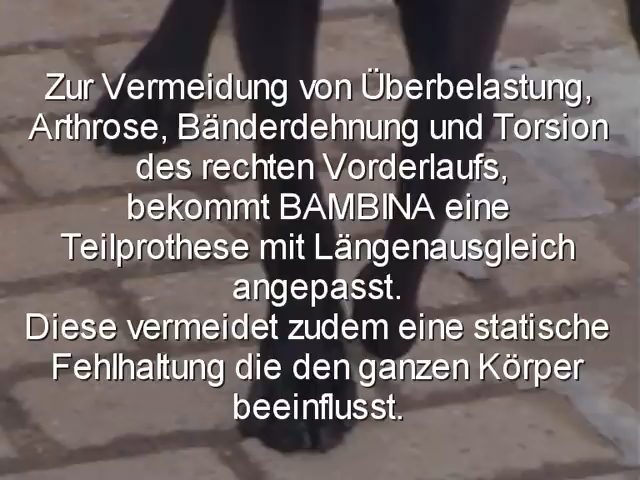 Zur Vermeidung von Überbelastung,
Arthrose, Bänderdehnung und Torsion
des rechten Vorderlaufs,
bekommt BAMBINA eine
Teilprothese mit Längenausgleich
angepasst.
Diese vermeidet zudem eine statische
Fehlhaltung die den ganzen Körper
beeinflusst.